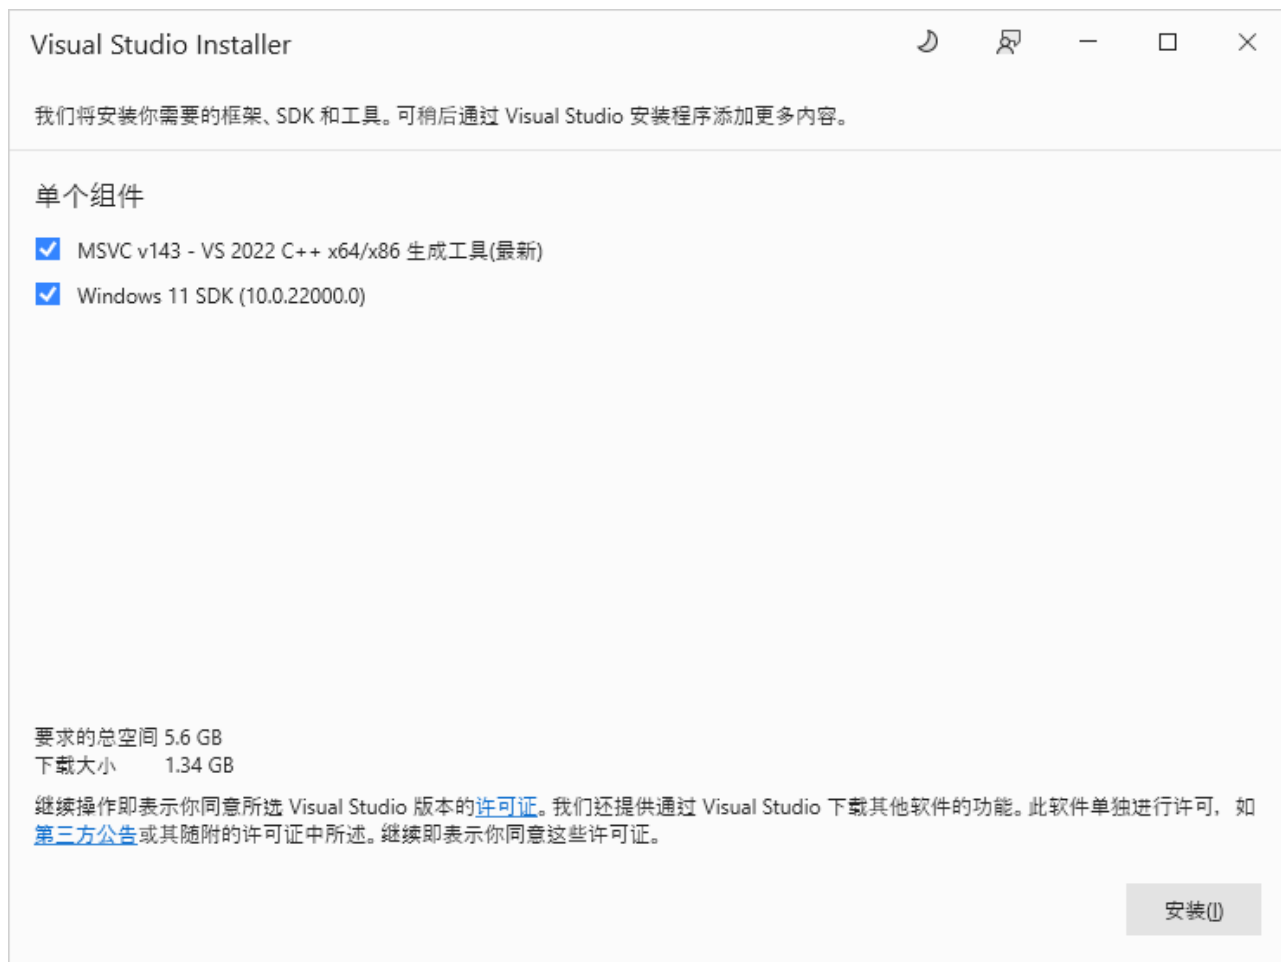 Visual Studio Installer
我们将安装你需要的框架、SDK 和工具。可稍后通过 Visual Studio 安装程序添加更多内容。
单个组件
MSVC v143 - VS 2022 C++ x64/x86 生成工具(最新)
Windows 11 SDK (10.0.22000.0)
要求的总空间 5.6 GB
下载大小 1.34 GB
继续操作即表示你同意所选 Visual Studio 版本的许可证。我们还提供通过 Visual Studio 下载其他软件的功能。此软件单独进行许可，如
第三方公告或其随附的许可证中所述。继续即表示你同意这些许可证。
安装(I)